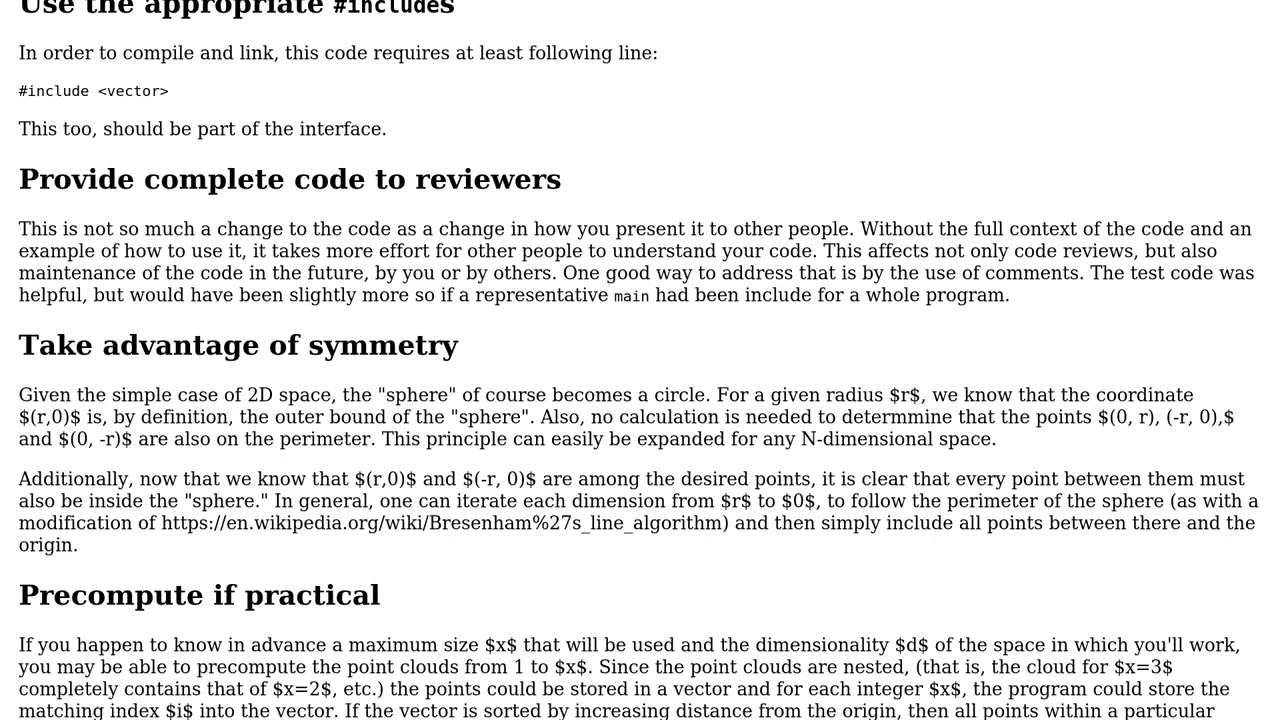 Use the appropriate #includes
In order to compile and link, this code requires at least following line:
#include <vector>
This too, should be part of the interface.
Provide complete code to reviewers
This is not so much a change to the code as a change in how you present it to other people. Without the full context of the code and an
example of how to use it, it takes more effort for other people to understand your code. This affects not only code reviews, but also
maintenance of the code in the future, by you or by others. One good way to address that is by the use of comments. The test code was
helpful, but would have been slightly more so if a representative main had been include for a whole program.
Take advantage of symmetry
Given the simple case of 2D space, the "sphere" of course becomes a circle. For a given radius $r$, we know that the coordinate
$(r,0)$ is, by definition, the outer bound of the "sphere". Also, no calculation is needed to determmine that the points $(0, r), (-r, 0),$
and $(0, -r)$ are also on the perimeter. This principle can easily be expanded for any N-dimensional space.
Additionally, now that we know that $(r,0)$ and $(-r, 0)$ are among the desired points, it is clear that every point between them must
also be inside the "sphere." In general, one can iterate each dimension from $r$ to $0$, to follow the perimeter of the sphere (as with a
modification of https://en.wikipedia.org/wiki/Bresenham%27s_line_algorithm) and then simply include all points between there and the
origin.
Precompute if practical
If you happen to know in advance a maximum size $x$ that will be used and the dimensionality $d$ of the space in which you'll work,
you may be able to precompute the point clouds from 1 to $x$. Since the point clouds are nested, (that is, the cloud for $x=3$
completely contains that of $x=2$, etc.) the points could be stored in a vector and for each integer $x$, the program could store the
matching index $i$ into the vector. If the vector is sorted by increasing distance from the origin, then all points within a particular